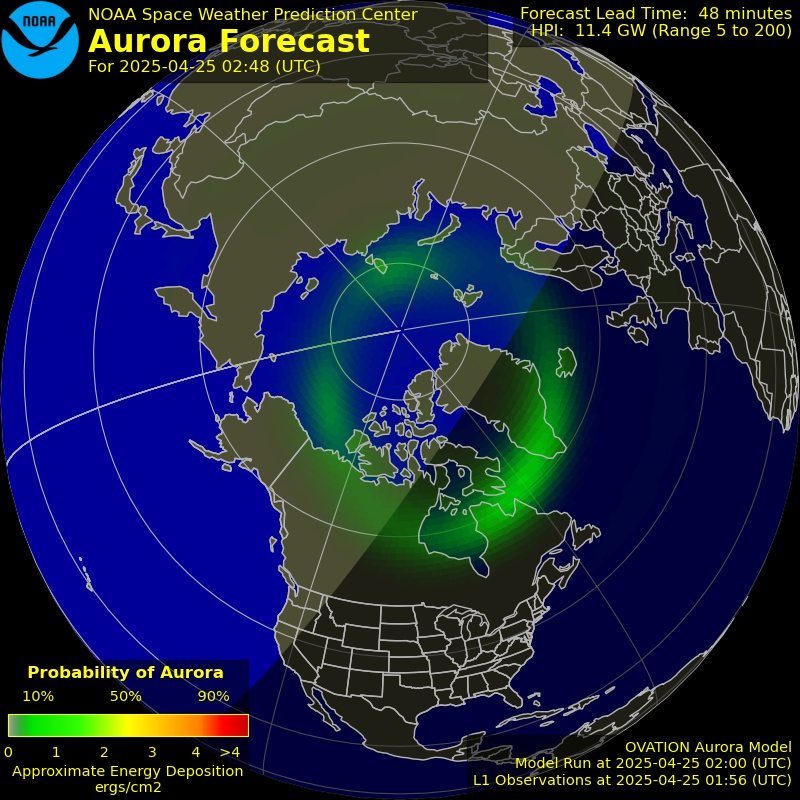 NOAA
NOAA Space Weather Prediction Center
Aurora Forecast
For 2025-04-25 02:48 (UTC)
Forecast Lead Time: 48 minutes
HPI: 11.4 GW (Range 5 to 200)
Probability of Aurora
10% 50% 90%
0 1 2 3 4 >4
Approximate Energy Deposition
ergs/cm2
OVATION Aurora Model
Model Run at 2025-04-25 02:00 (UTC)
L1 Observations at 2025-04-25 01:56 (UTC)